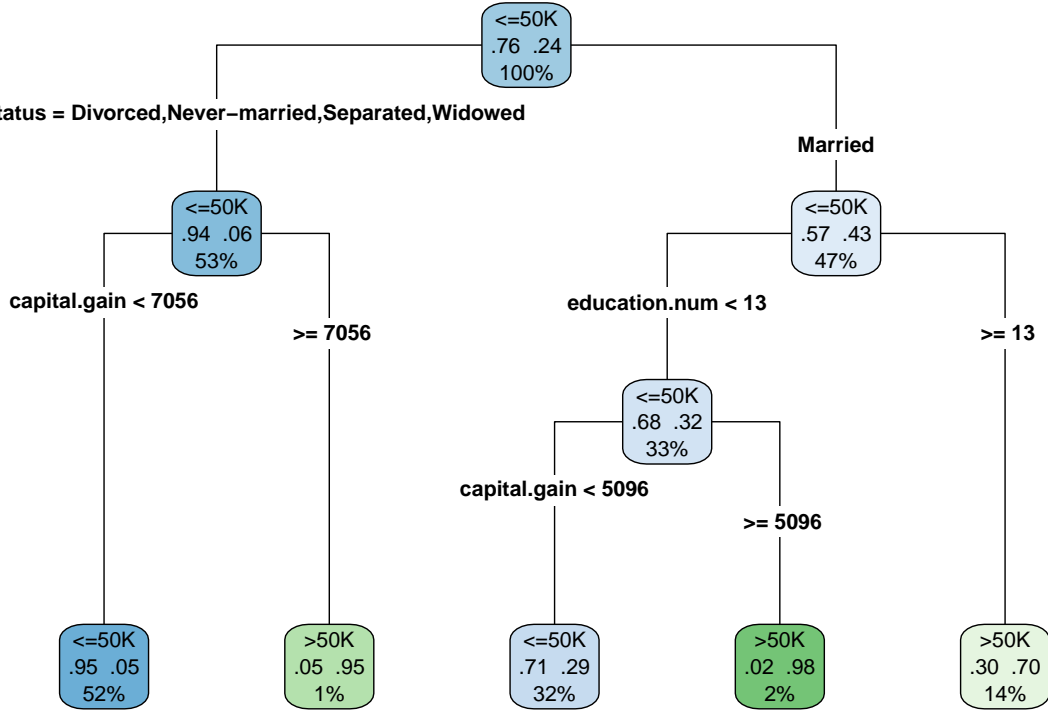 <=50K
.76 .24
100%
tatus = Divorced,Never−married,Separated,Widowed
Married
<=50K
.94 .06
53%
<=50K
.57 .43
47%
capital.gain < 7056
>= 7056
education.num < 13
>= 13
<=50K
.68 .32
33%
capital.gain < 5096
>= 5096
<=50K
.95 .05
52%
>50K
.05 .95
1%
<=50K
.71 .29
32%
>50K
.02 .98
2%
>50K
.30 .70
14%